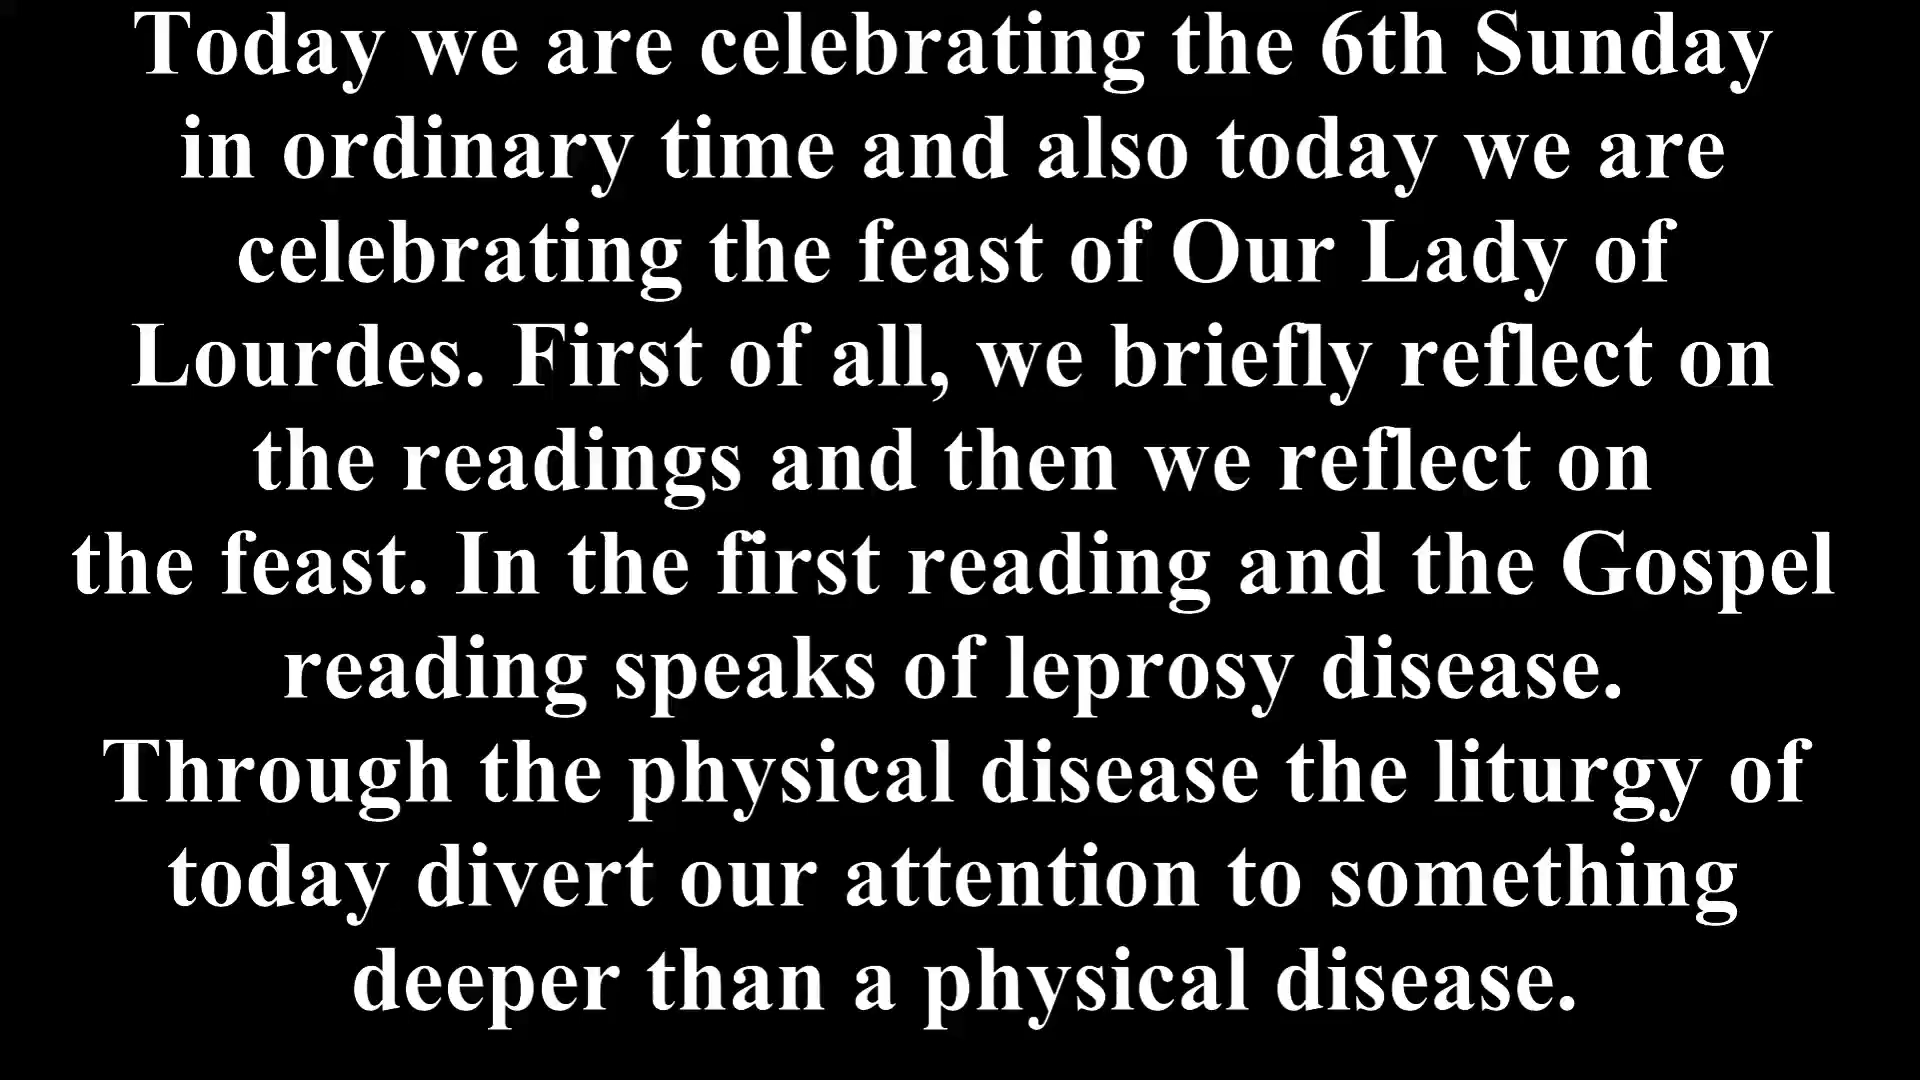 Today we are celebrating the 6th Sunday
in ordinary time and also today we are
celebrating the feast of Our Lady of
Lourdes. First of all, we briefly reflect on
the readings and then we reflect on
the feast. In the first reading and the Gospel
reading speaks of leprosy disease.
Through the physical disease the liturgy of
today divert our attention to something
deeper than a physical disease.